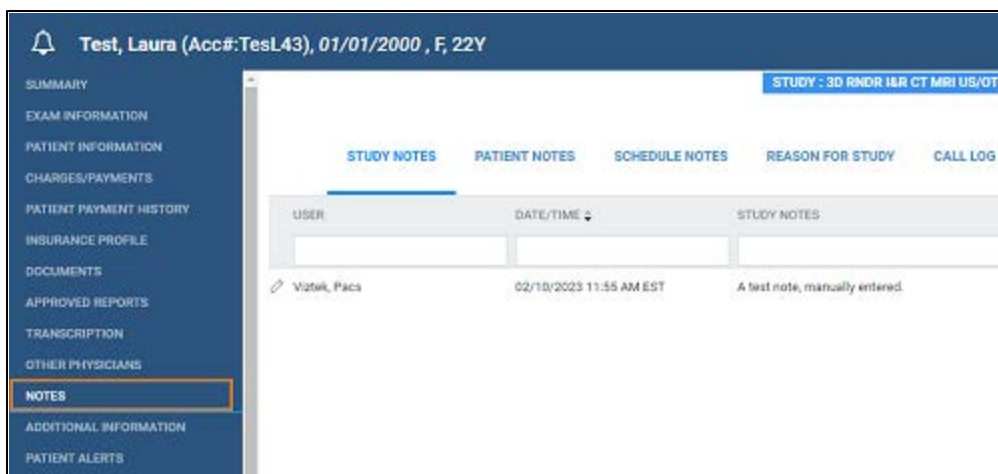 Test, Laura (Acc#:TesL43), 01/01/2000 , F, 22Y
SUMMARY
EXAM INFORMATION
PATIENT INFORMATION
CHARGES/PAYMENTS
PATIENT PAYMENT HISTORY
INSURANCE PROFILE
DOCUMENTS
APPROVED REPORTS
TRANSCRIPTION
OTHER PHYSICIANS
NOTES
ADDITIONAL INFORMATION
PATIENT ALERTS
STUDY : 3D RNDR I&R CT MRI US/OT
STUDY NOTES PATIENT NOTES SCHEDULE NOTES REASON FOR STUDY CALL LOG
USER DATE/TIME STUDY NOTES
Viztek, Pacs 02/10/2023 11:55 AM EST A test note, manually entered.